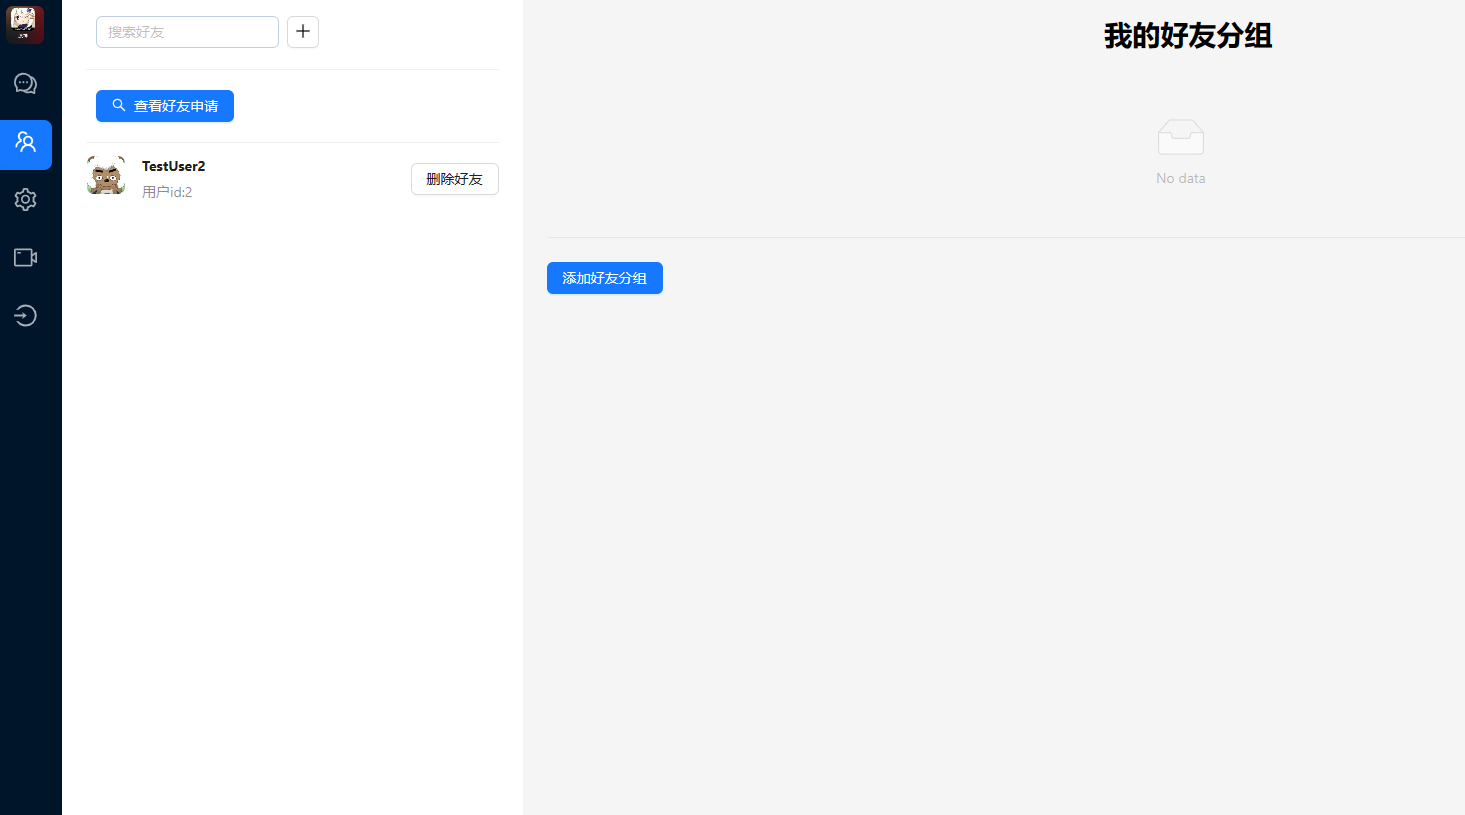 搜索好友
查看好友申请
TestUser2
用户id:2
删除好友
我的好友分组
No data
添加好友分组